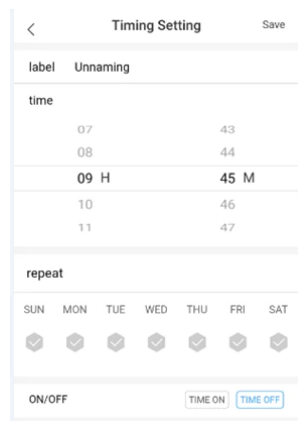 Timing Setting Save
label Unnaming
time
07 43
08 44
09 H 45 M
10 46
11 47
repeat
SUN MON TUE WED THU FRI SAT
ON/OFF TIME ON TIME OFF